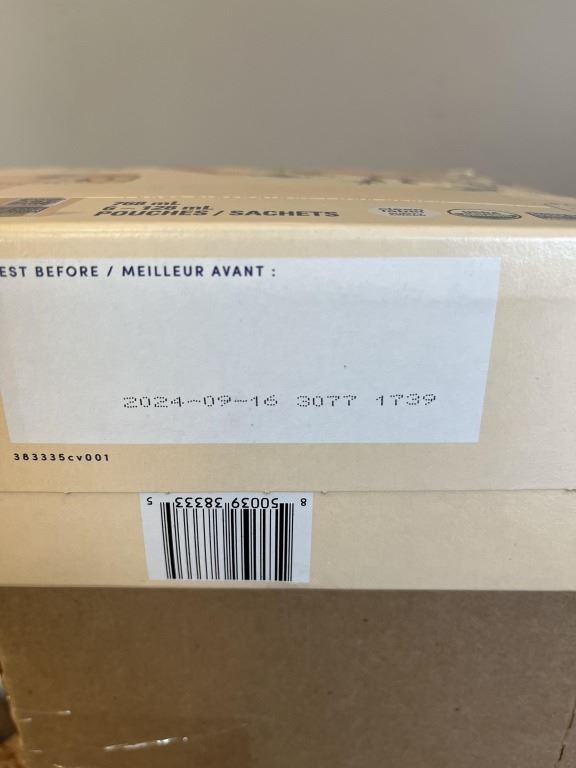 768 mL
6 – 128 mL
POUCHES / SACHETS
EST BEFORE / MEILLEUR AVANT :
2024-09-16 3077 1739
383335cv001
8 50039 38333 5